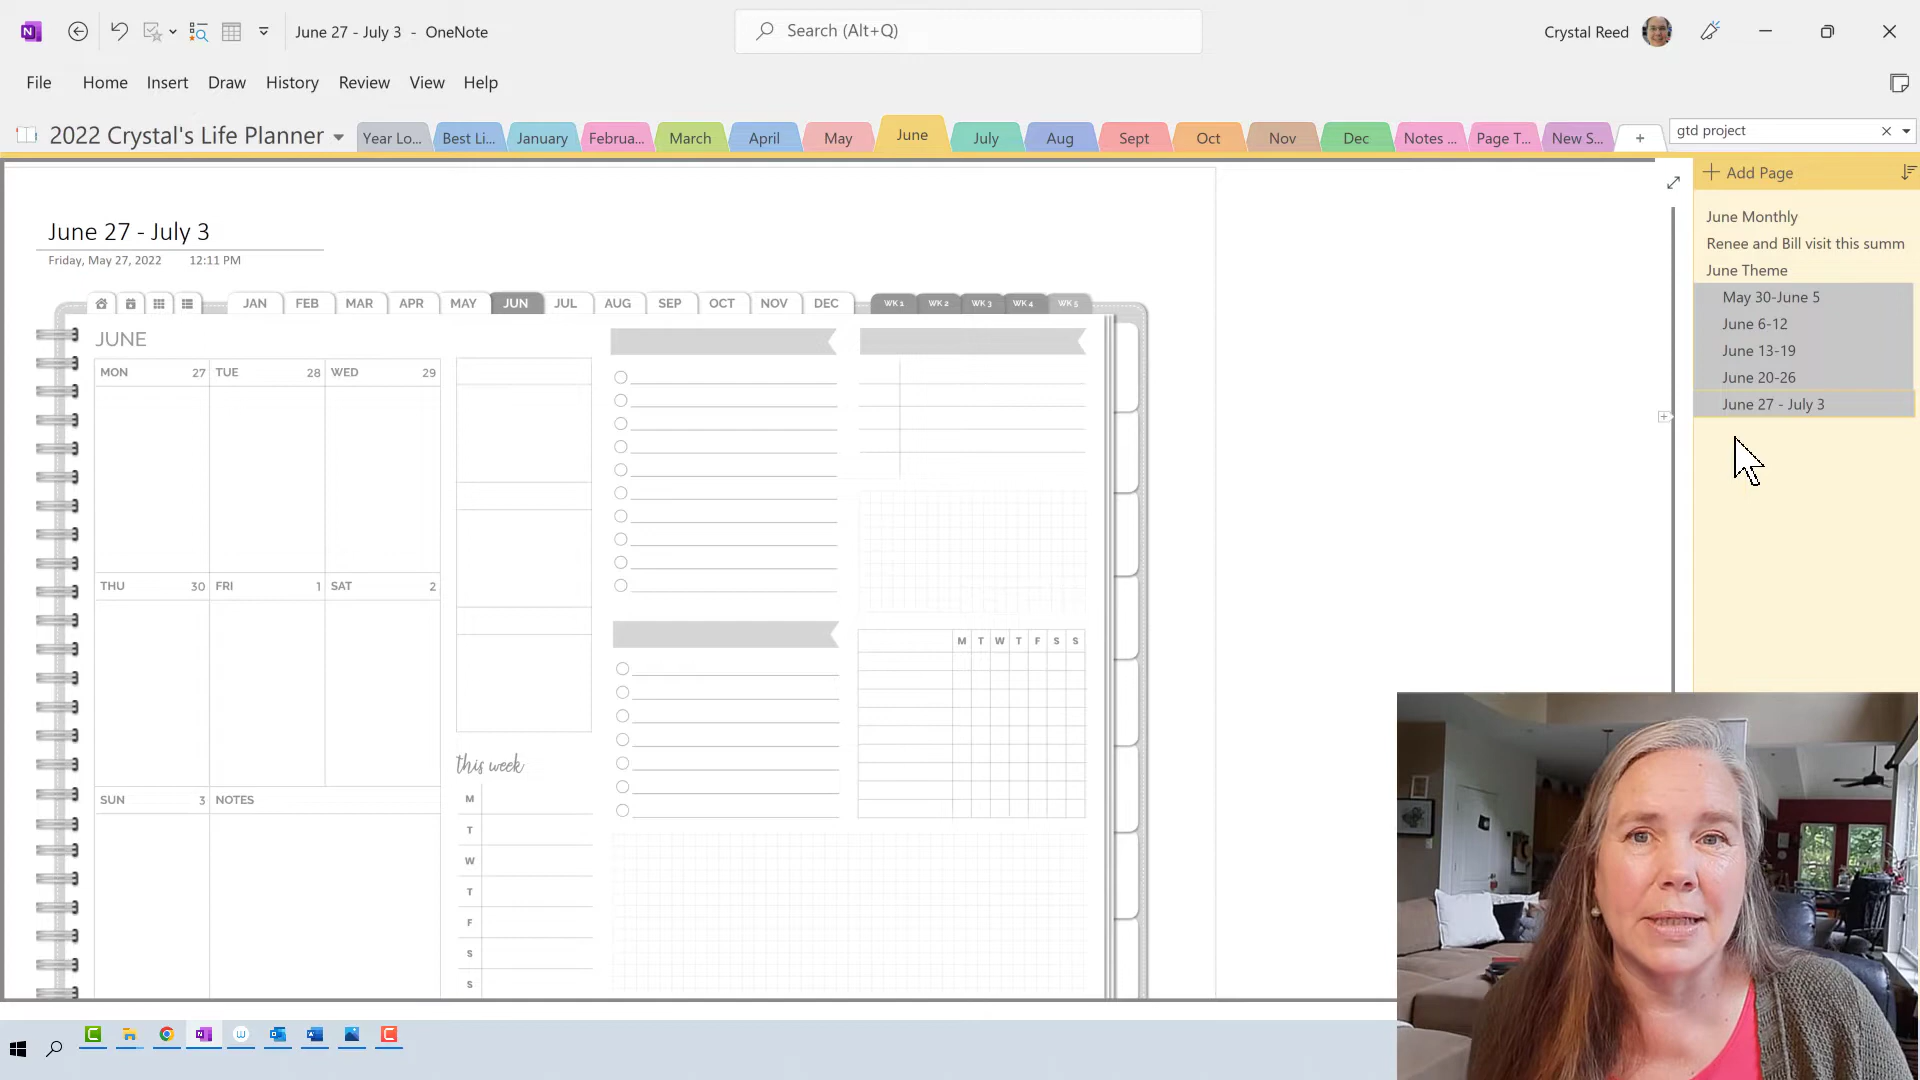 June 27 - July 3 - OneNote
Search (Alt+Q)
Crystal Reed
File Home Insert Draw History Review View Help
2022 Crystal's Life Planner
Year Lo... Best Li... January Februa... March April May June July Aug Sept Oct Nov Dec Notes ... Page T... New S... +
gtd project
Add Page
June Monthly
Renee and Bill visit this summ
June Theme
May 30-June 5
June 6-12
June 13-19
June 20-26
June 27 - July 3
June 27 - July 3
Friday, May 27, 2022 12:11 PM
JAN FEB MAR APR MAY JUN JUL AUG SEP OCT NOV DEC WK 1 WK 2 WK 3 WK 4 WK 5
JUNE
MON 27 TUE 28 WED 29
THU 30 FRI 1 SAT 2
SUN 3 NOTES
this week
M
T
W
T
F
S
S
M T W T F S S